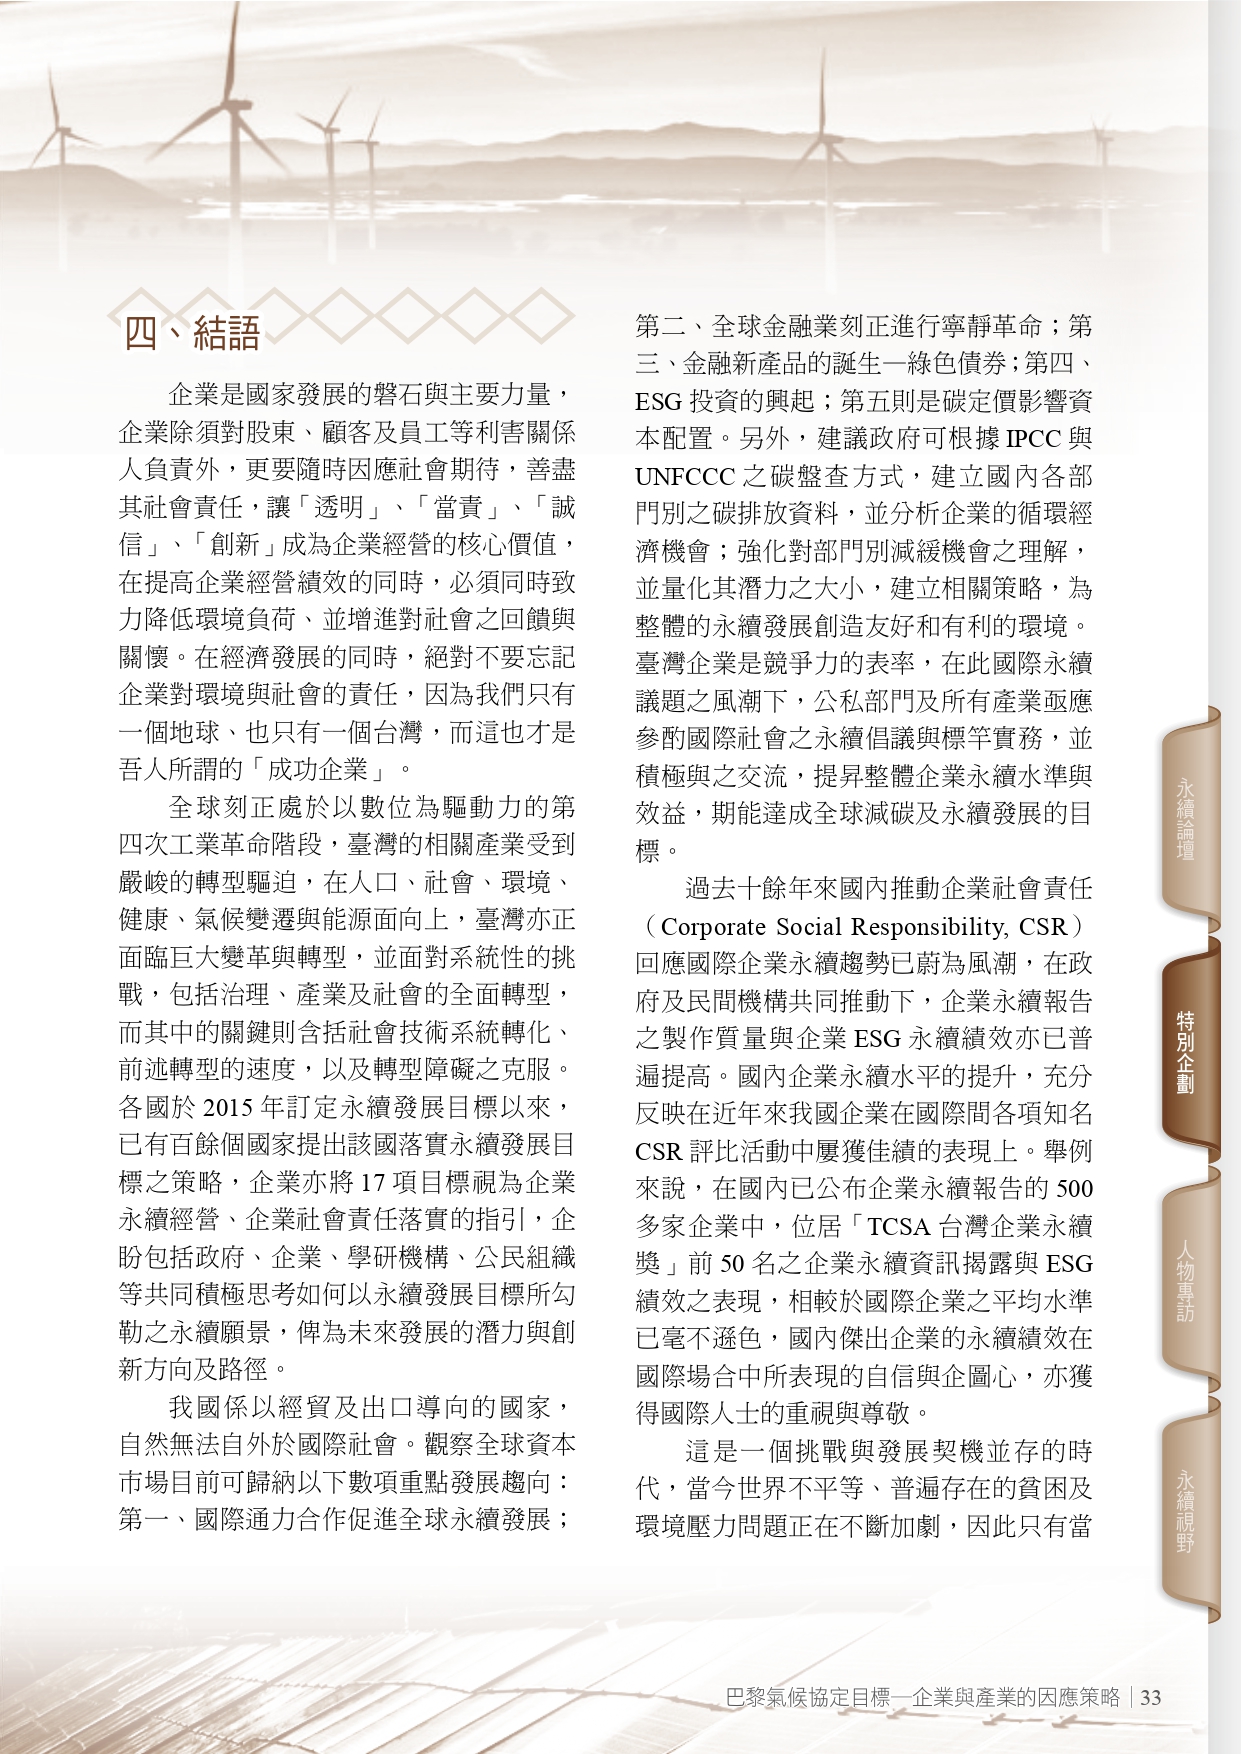 四、結語
企業是國家發展的磐石與主要力量，
企業除須對股東、顧客及員工等利害關係
人負責外，更要隨時因應社會期待，善盡
其社會責任，讓「透明」、「當責」、「誠
信」、「創新」成為企業經營的核心價值，
在提高企業經營績效的同時，必須同時致
力降低環境負荷、並增進對社會之回饋與
關懷。在經濟發展的同時，絕對不要忘記
企業對環境與社會的責任，因為我們只有
一個地球、也只有一個台灣，而這也才是
吾人所謂的「成功企業」。
全球刻正處於以數位為驅動力的第
四次工業革命階段，臺灣的相關產業受到
嚴峻的轉型驅迫，在人口、社會、環境、
健康、氣候變遷與能源面向上，臺灣亦正
面臨巨大變革與轉型，並面對系統性的挑
戰，包括治理、產業及社會的全面轉型，
而其中的關鍵則含括社會技術系統轉化、
前述轉型的速度，以及轉型障礙之克服。
各國於 2015 年訂定永續發展目標以來，
已有百餘個國家提出該國落實永續發展目
標之策略，企業亦將 17 項目標視為企業
永續經營、企業社會責任落實的指引，企
盼包括政府、企業、學研機構、公民組織
等共同積極思考如何以永續發展目標所勾
勒之永續願景，俾為未來發展的潛力與創
新方向及路徑。
我國係以經貿及出口導向的國家，
自然無法自外於國際社會。觀察全球資本
市場目前可歸納以下數項重點發展趨向：
第一、國際通力合作促進全球永續發展；
第二、全球金融業刻正進行寧靜革命；第
三、金融新產品的誕生—綠色債券；第四、
ESG 投資的興起；第五則是碳定價影響資
本配置。另外，建議政府可根據 IPCC 與
UNFCCC 之碳盤查方式，建立國內各部
門別之碳排放資料，並分析企業的循環經
濟機會；強化對部門別減緩機會之理解，
並量化其潛力之大小，建立相關策略，為
整體的永續發展創造友好和有利的環境。
臺灣企業是競爭力的表率，在此國際永續
議題之風潮下，公私部門及所有產業亟應
參酌國際社會之永續倡議與標竿實務，並
積極與之交流，提昇整體企業永續水準與
效益，期能達成全球減碳及永續發展的目
標。
過去十餘年來國內推動企業社會責任
（Corporate Social Responsibility, CSR）
回應國際企業永續趨勢已蔚為風潮，在政
府及民間機構共同推動下，企業永續報告
之製作質量與企業 ESG 永續績效亦已普
遍提高。國內企業永續水平的提升，充分
反映在近年來我國企業在國際間各項知名
CSR 評比活動中屢獲佳績的表現上。舉例
來說，在國內已公布企業永續報告的 500
多家企業中，位居「TCSA 台灣企業永續
獎」前 50 名之企業永續資訊揭露與 ESG
績效之表現，相較於國際企業之平均水準
已毫不遜色，國內傑出企業的永續績效在
國際場合中所表現的自信與企圖心，亦獲
得國際人士的重視與尊敬。
這是一個挑戰與發展契機並存的時
代，當今世界不平等、普遍存在的貧困及
環境壓力問題正在不斷加劇，因此只有當
永續論壇
特別企劃
人物專訪
永續視野
巴黎氣候協定目標—企業與產業的因應策略 | 33